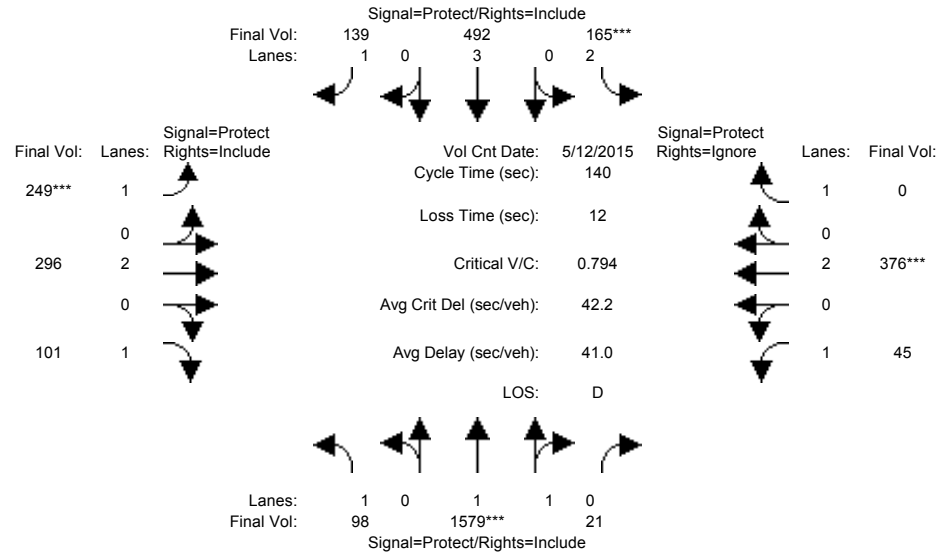 Signal=Protect/Rights=Include
Final Vol: 139 492 165***
Lanes: 1 0 3 0 2
Signal=Protect Signal=Protect
Final Vol: Lanes: Rights=Include Vol Cnt Date: 5/12/2015 Rights=Ignore Lanes: Final Vol:
Cycle Time (sec): 140
249*** 1 1 0
Loss Time (sec): 12
0 0
296 2 Critical V/C: 0.794 2 376***
0 Avg Crit Del (sec/veh): 42.2 0
101 1 Avg Delay (sec/veh): 41.0 1 45
LOS: D
Lanes: 1 0 1 1 0
Final Vol: 98 1579*** 21
Signal=Protect/Rights=Include